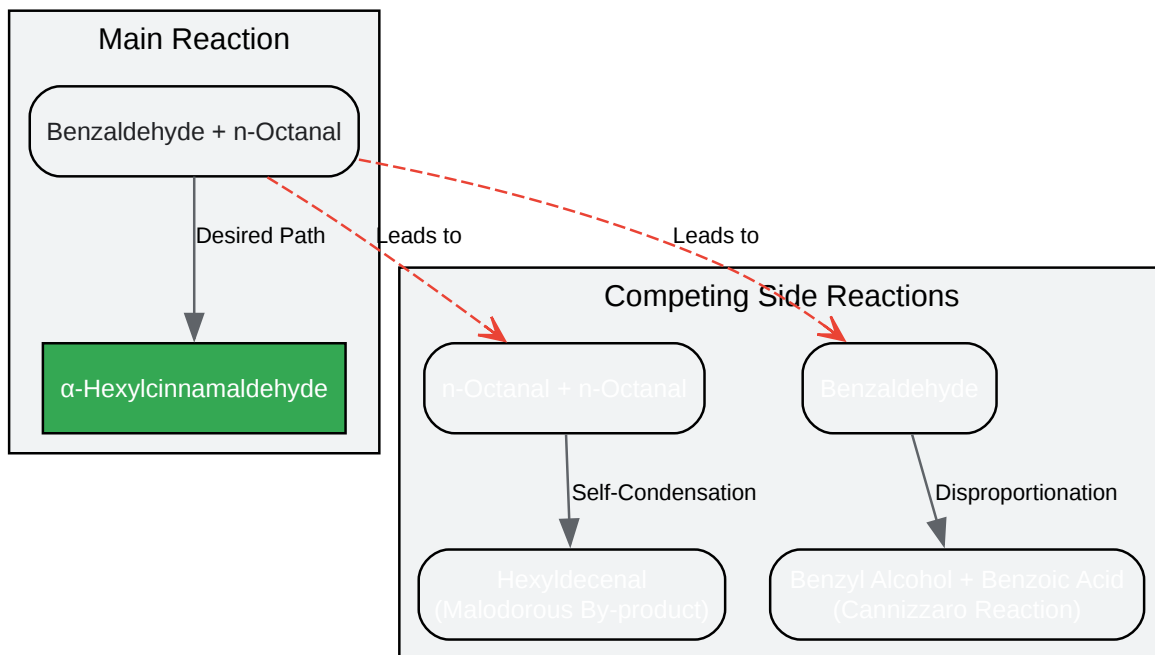 Main Reaction
Benzaldehyde + n-Octanal
Desired Path
Leads to
Leads to
α-Hexylcinnamaldehyde
Competing Side Reactions
n-Octanal + n-Octanal
Benzaldehyde
Self-Condensation
Disproportionation
Hexyldecenal
(Malodorous By-product)
Benzyl Alcohol + Benzoic Acid
(Cannizzaro Reaction)